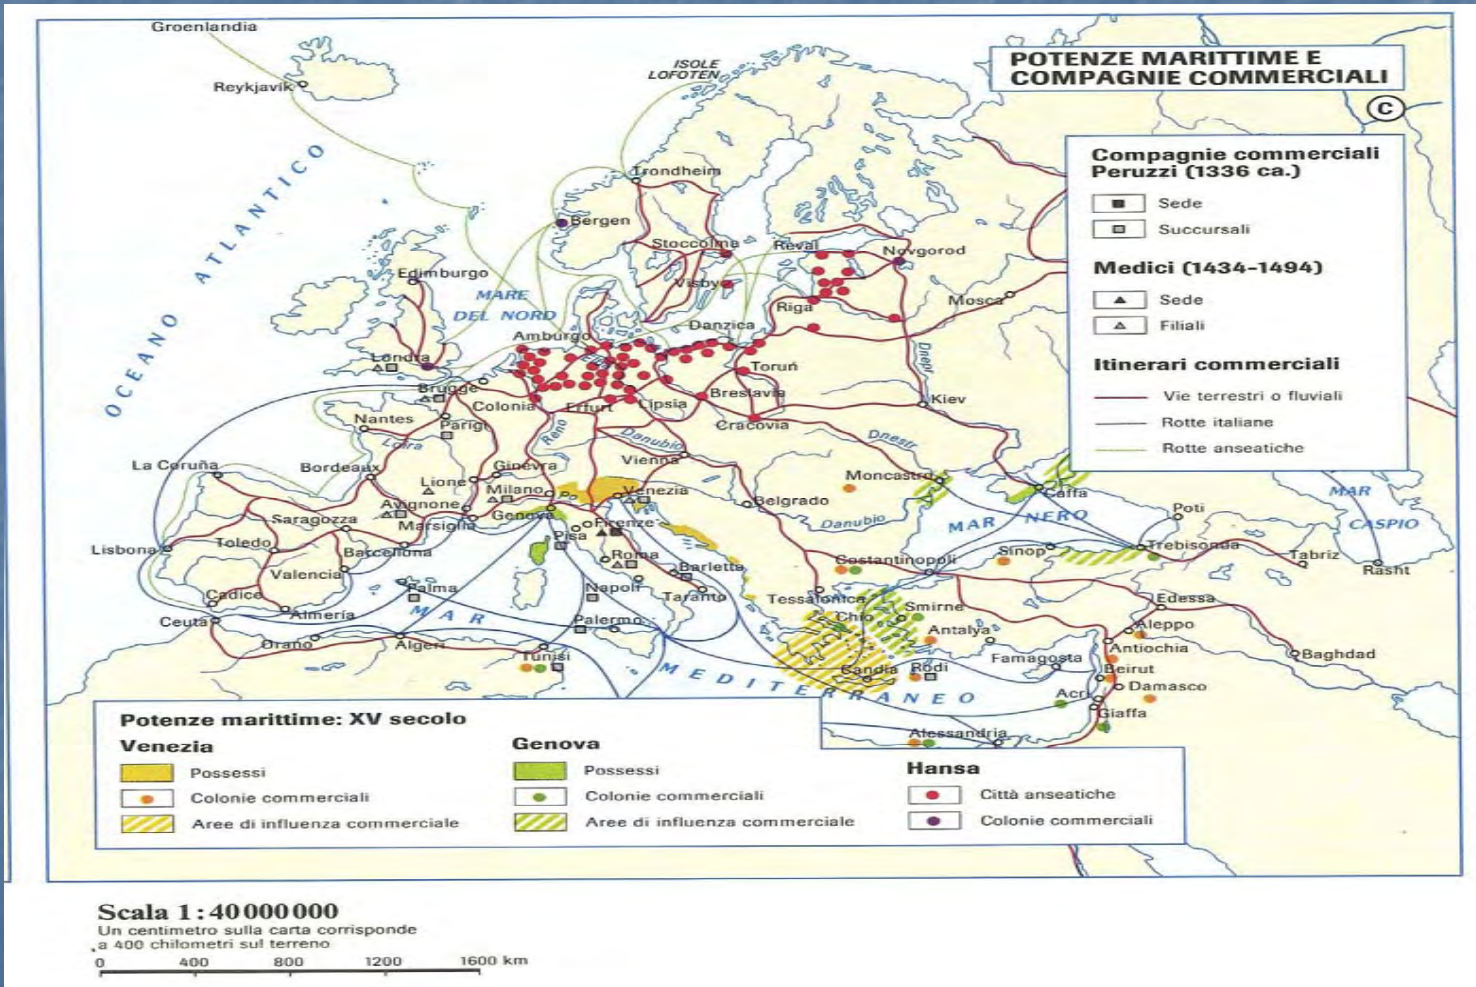 Groenlandia
Reykjavik
ISOLE
LOFOTEN
POTENZE MARITTIME E
COMPAGNIE COMMERCIALI
C
OCEANO ATLANTICO
Trondheim
Bergen
Stoccolma
Reval
Novgorod
Edimburgo
MARE
DEL NORD
Visby
Mosca
Riga
Amburgo
Danzica
Dnepr
Londra
Toruń
Brugge
Colonia
Erfurt
Lipsia
Breslavia
Kiev
Nantes
Parigi
Loira
Reno
Cracovia
Danubio
Dnestr
Vienna
La Coruña
Bordeaux
Ginevra
Lione
Milano
Po
Venezia
Moncastro
Caffa
Avignone
Genova
Belgrado
Danubio
MAR NERO
Poti
MAR
CASPIO
Saragozza
Marsiglia
Firenze
Pisa
Lisbona
Toledo
Barcellona
Roma
Barletta
Costantinopoli
Sinop
Trebisonda
Tabriz
Rasht
Valencia
Palma
Napoli
Taranto
Tessalonica
Cadice
Almería
MAR
Chio
Smirne
Edessa
Ceuta
Palermo
Antalya
Aleppo
Orano
Algeri
Tunisi
MEDITERRANEO
Candia
Rodi
Famagosta
Antiochia
Baghdad
Beirut
Acri
Damasco
Giaffa
Alessandria
Compagnie commerciali
Peruzzi (1336 ca.)
Sede
Succursali
Medici (1434-1494)
Sede
Filiali
Itinerari commerciali
Vie terrestri o fluviali
Rotte italiane
Rotte anseatiche
Potenze marittime: XV secolo
Venezia
Possessi
Colonie commerciali
Aree di influenza commerciale
Genova
Possessi
Colonie commerciali
Aree di influenza commerciale
Hansa
Città anseatiche
Colonie commerciali
Scala 1:40000000
Un centimetro sulla carta corrisponde
a 400 chilometri sul terreno
0 400 800 1200 1600 km